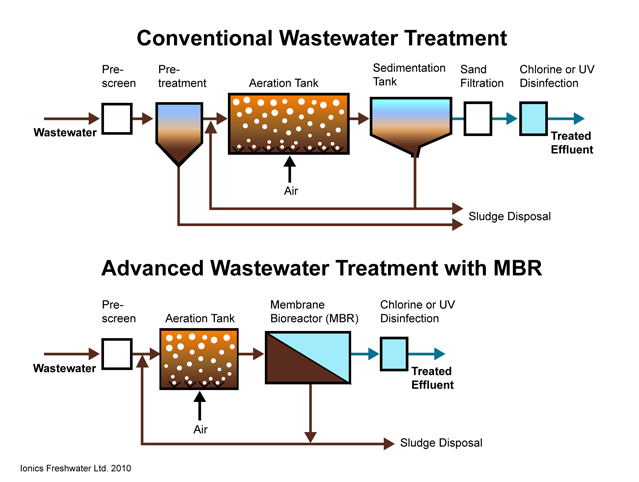 Conventional Wastewater Treatment
Pre-
screen
Pre-
treatment
Aeration Tank
Sedimentation
Tank
Sand
Filtration
Chlorine or UV
Disinfection
Wastewater
Treated
Effluent
Air
Sludge Disposal
Advanced Wastewater Treatment with MBR
Pre-
screen
Aeration Tank
Membrane
Bioreactor (MBR)
Chlorine or UV
Disinfection
Wastewater
Treated
Effluent
Air
Sludge Disposal
Ionics Freshwater Ltd. 2010